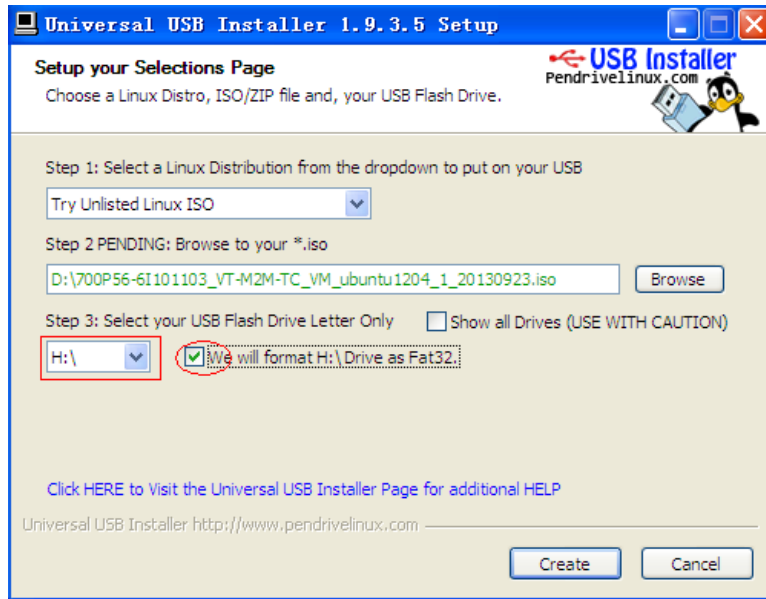 Universal USB Installer 1.9.3.5 Setup
Setup your Selections Page
Choose a Linux Distro, ISO/ZIP file and, your USB Flash Drive.
USB Installer
Pendrivelinux.com
Step 1: Select a Linux Distribution from the dropdown to put on your USB
Try Unlisted Linux ISO
Step 2 PENDING: Browse to your *.iso
D:\700P56-6I101103_VT-M2M-TC_VM_ubuntu1204_1_20130923.iso
Browse
Step 3: Select your USB Flash Drive Letter Only
Show all Drives (USE WITH CAUTION)
H:\
We will format H:\ Drive as Fat32.
Click HERE to Visit the Universal USB Installer Page for additional HELP
Universal USB Installer http://www.pendrivelinux.com
Create
Cancel